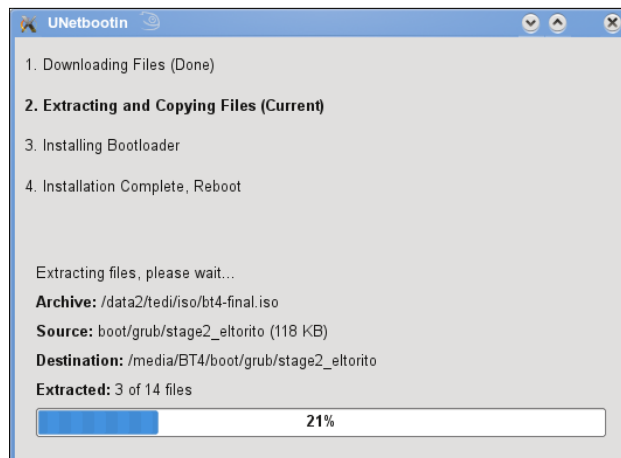 UNetbootin
1. Downloading Files (Done)
2. Extracting and Copying Files (Current)
3. Installing Bootloader
4. Installation Complete, Reboot
Extracting files, please wait...
Archive: /data2/tedi/iso/bt4-final.iso
Source: boot/grub/stage2_eltorito (118 KB)
Destination: /media/BT4/boot/grub/stage2_eltorito
Extracted: 3 of 14 files
21%